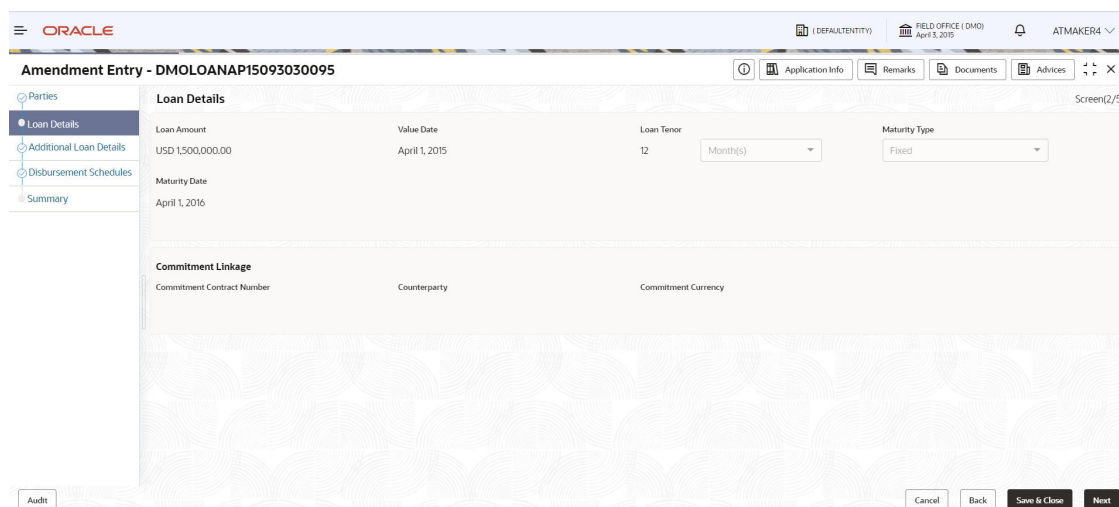 ORACLE
( DEFAULTENTITY)
FIELD OFFICE ( DMO)
April 3, 2015
ATMAKER4
Amendment Entry - DMOLOANAP15093030095
Application Info
Remarks
Documents
Advices
Parties
Loan Details
Additional Loan Details
Disbursement Schedules
Summary
Loan Details
Screen(2/5
Loan Amount
Value Date
Loan Tenor
Maturity Type
USD 1,500,000.00
April 1, 2015
12
Month(s)
Fixed
Maturity Date
April 1, 2016
Commitment Linkage
Commitment Contract Number
Counterparty
Commitment Currency
Audit
Cancel
Back
Save & Close
Next